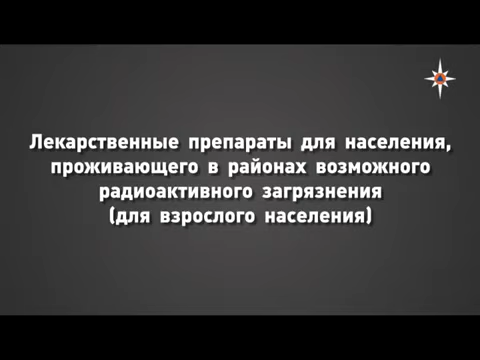 Лекарственные препараты для населения,
проживающего в районах возможного
радиоактивного загрязнения
(для взрослого населения)